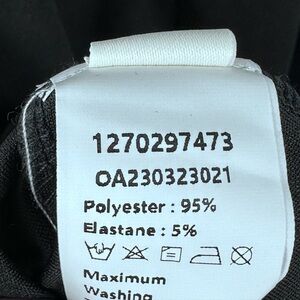 1270297473
OA230323021
Polyester : 95%
Elastane : 5%
Maximum
Washing